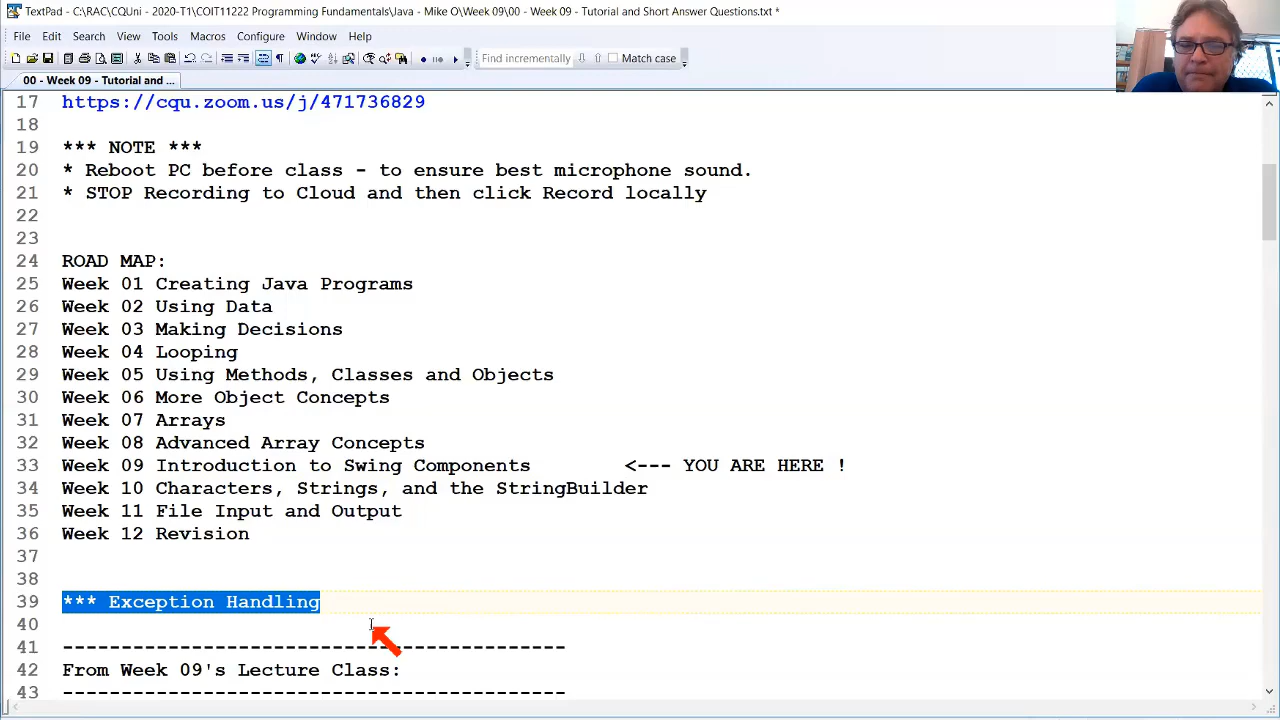 TextPad - C:\RAC\CQUni - 2020-T1\COIT11222 Programming Fundamentals\Java - Mike O\Week 09\00 - Week 09 - Tutorial and Short Answer Questions.txt *
File Edit Search View Tools Macros Configure Window Help
Find incrementally Match case
00 - Week 09 - Tutorial and ...
17 https://cqu.zoom.us/j/471736829
18
19 *** NOTE ***
20 * Reboot PC before class - to ensure best microphone sound.
21 * STOP Recording to Cloud and then click Record locally
22
23
24 ROAD MAP:
25 Week 01 Creating Java Programs
26 Week 02 Using Data
27 Week 03 Making Decisions
28 Week 04 Looping
29 Week 05 Using Methods, Classes and Objects
30 Week 06 More Object Concepts
31 Week 07 Arrays
32 Week 08 Advanced Array Concepts
33 Week 09 Introduction to Swing Components <--- YOU ARE HERE !
34 Week 10 Characters, Strings, and the StringBuilder
35 Week 11 File Input and Output
36 Week 12 Revision
37
38
39 *** Exception Handling
40
41 -------------------------------------------
42 From Week 09's Lecture Class:
43 -------------------------------------------